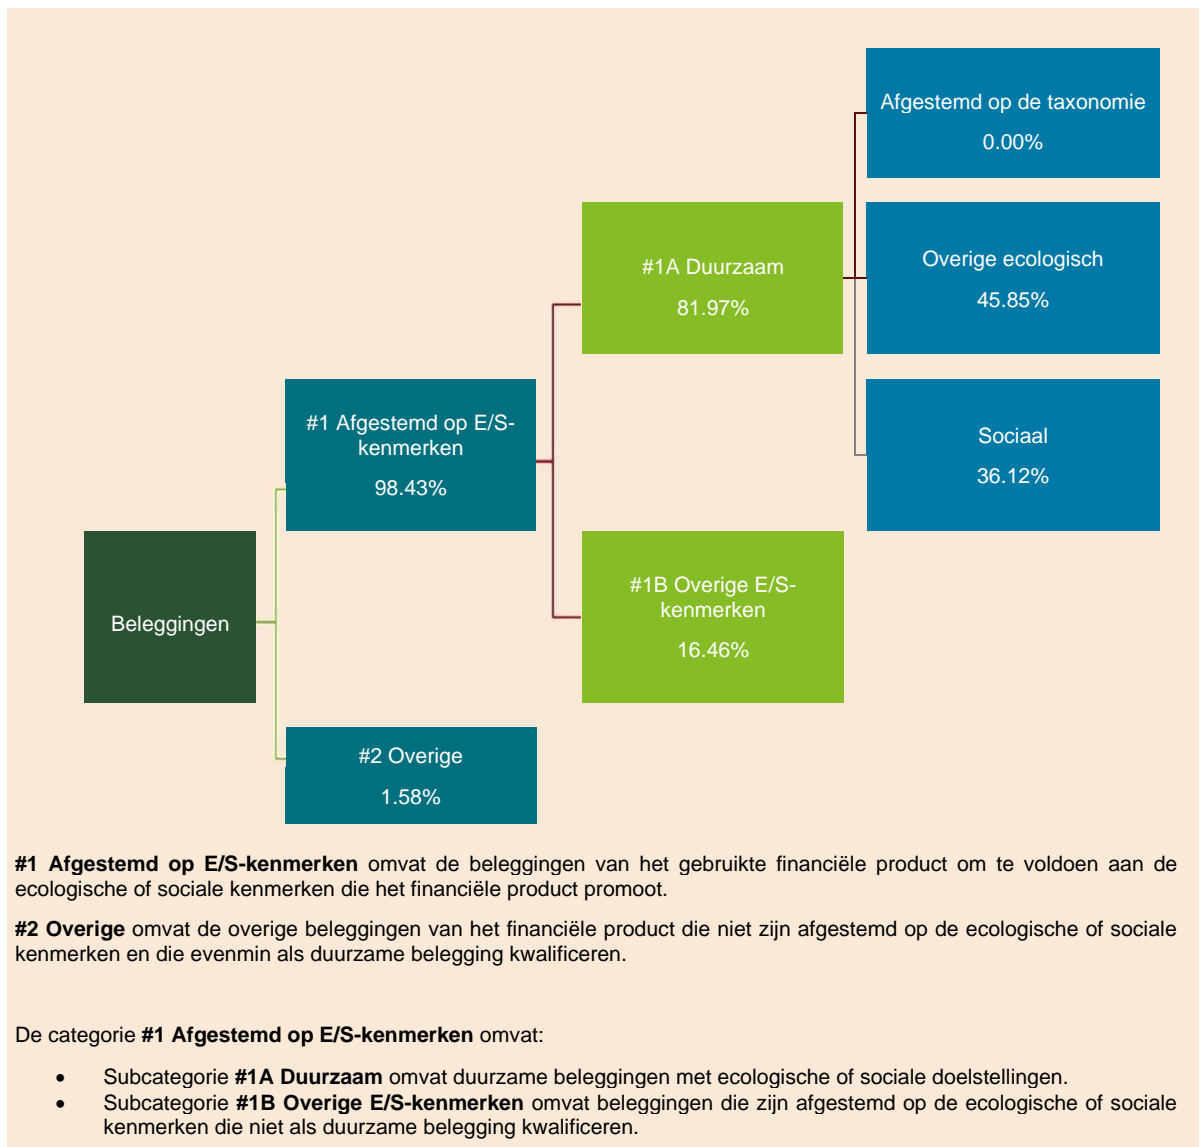 Afgestemd op de taxonomie
0.00%
#1A Duurzaam
81.97%
Overige ecologisch
45.85%
#1 Afgestemd op E/S-
kenmerken
98.43%
Sociaal
36.12%
Beleggingen
#1B Overige E/S-
kenmerken
16.46%
#2 Overige
1.58%
#1 Afgestemd op E/S-kenmerken omvat de beleggingen van het gebruikte financiële product om te voldoen aan de
ecologische of sociale kenmerken die het financiële product promoot.
#2 Overige omvat de overige beleggingen van het financiële product die niet zijn afgestemd op de ecologische of sociale
kenmerken en die evenmin als duurzame belegging kwalificeren.
De categorie #1 Afgestemd op E/S-kenmerken omvat:
• Subcategorie #1A Duurzaam omvat duurzame beleggingen met ecologische of sociale doelstellingen.
• Subcategorie #1B Overige E/S-kenmerken omvat beleggingen die zijn afgestemd op de ecologische of sociale
kenmerken die niet als duurzame belegging kwalificeren.